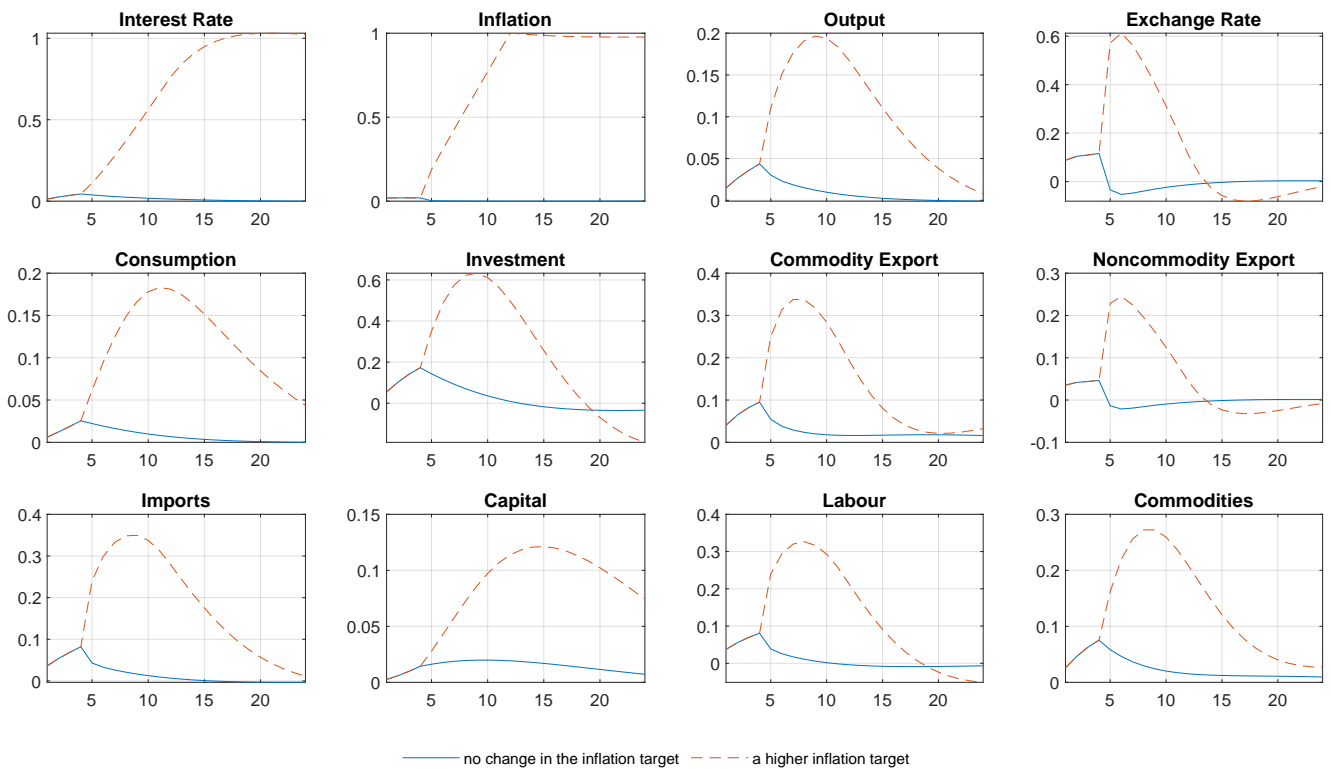 Interest Rate
Inflation
Output
Exchange Rate
1
0.5
0
5 10 15 20
1
0.5
0
5 10 15 20
0.2
0.15
0.1
0.05
0
5 10 15 20
0.6
0.4
0.2
0
5 10 15 20
Consumption
Investment
Commodity Export
Noncommodity Export
0.2
0.15
0.1
0.05
0
5 10 15 20
0.6
0.4
0.2
0
5 10 15 20
0.4
0.3
0.2
0.1
0
5 10 15 20
0.3
0.2
0.1
0
-0.1
5 10 15 20
Imports
Capital
Labour
Commodities
0.4
0.3
0.2
0.1
0
5 10 15 20
0.15
0.1
0.05
0
5 10 15 20
0.4
0.3
0.2
0.1
0
5 10 15 20
0.3
0.2
0.1
0
5 10 15 20
no change in the inflation target a higher inflation target